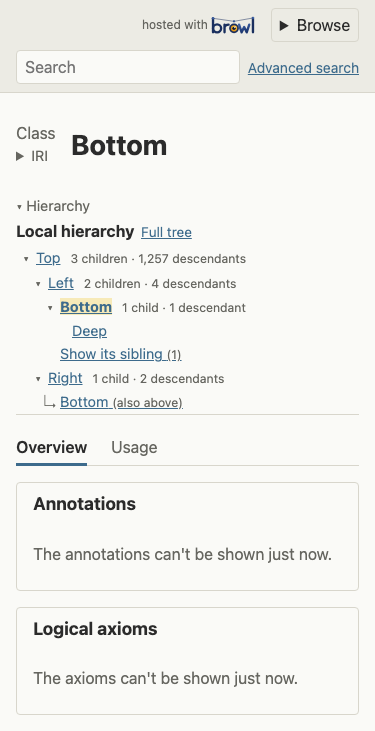 hosted with browl
Browse
Search
Advanced search
Class
IRI
Bottom
Hierarchy
Local hierarchy Full tree
Top 3 children · 1,257 descendants
Left 2 children · 4 descendants
Bottom 1 child · 1 descendant
Deep
Show its sibling (1)
Right 1 child · 2 descendants
Bottom (also above)
Overview Usage
Annotations
The annotations can't be shown just now.
Logical axioms
The axioms can't be shown just now.